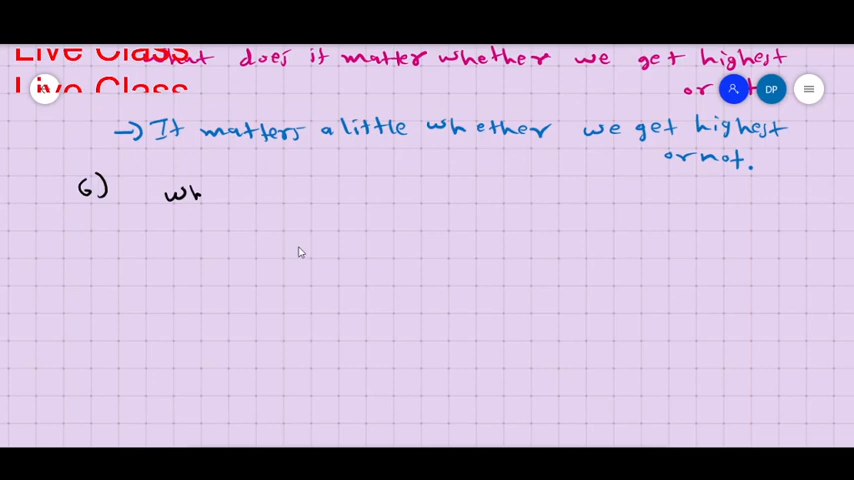 Live Class
what does it matter whether we get highest
Live Class
or
→ It matters a little whether we get highest
or not.
6) wh
DP